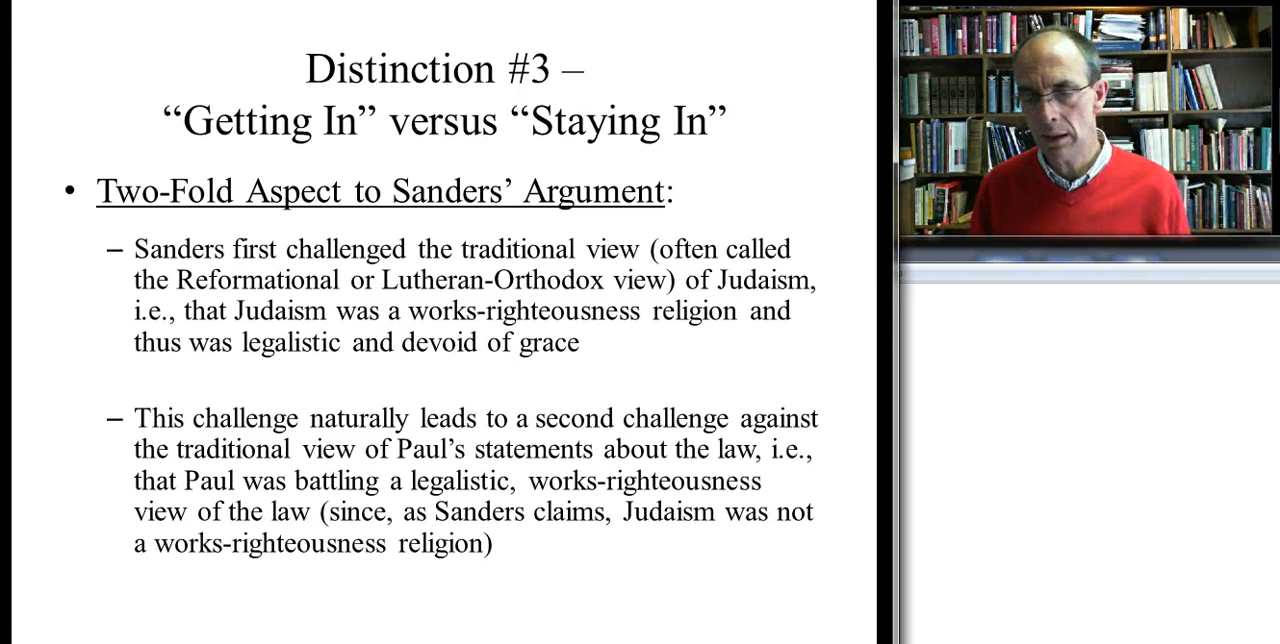 Distinction #3 –
“Getting In” versus “Staying In”
• Two-Fold Aspect to Sanders’ Argument:
– Sanders first challenged the traditional view (often called
the Reformational or Lutheran-Orthodox view) of Judaism,
i.e., that Judaism was a works-righteousness religion and
thus was legalistic and devoid of grace
– This challenge naturally leads to a second challenge against
the traditional view of Paul’s statements about the law, i.e.,
that Paul was battling a legalistic, works-righteousness
view of the law (since, as Sanders claims, Judaism was not
a works-righteousness religion)